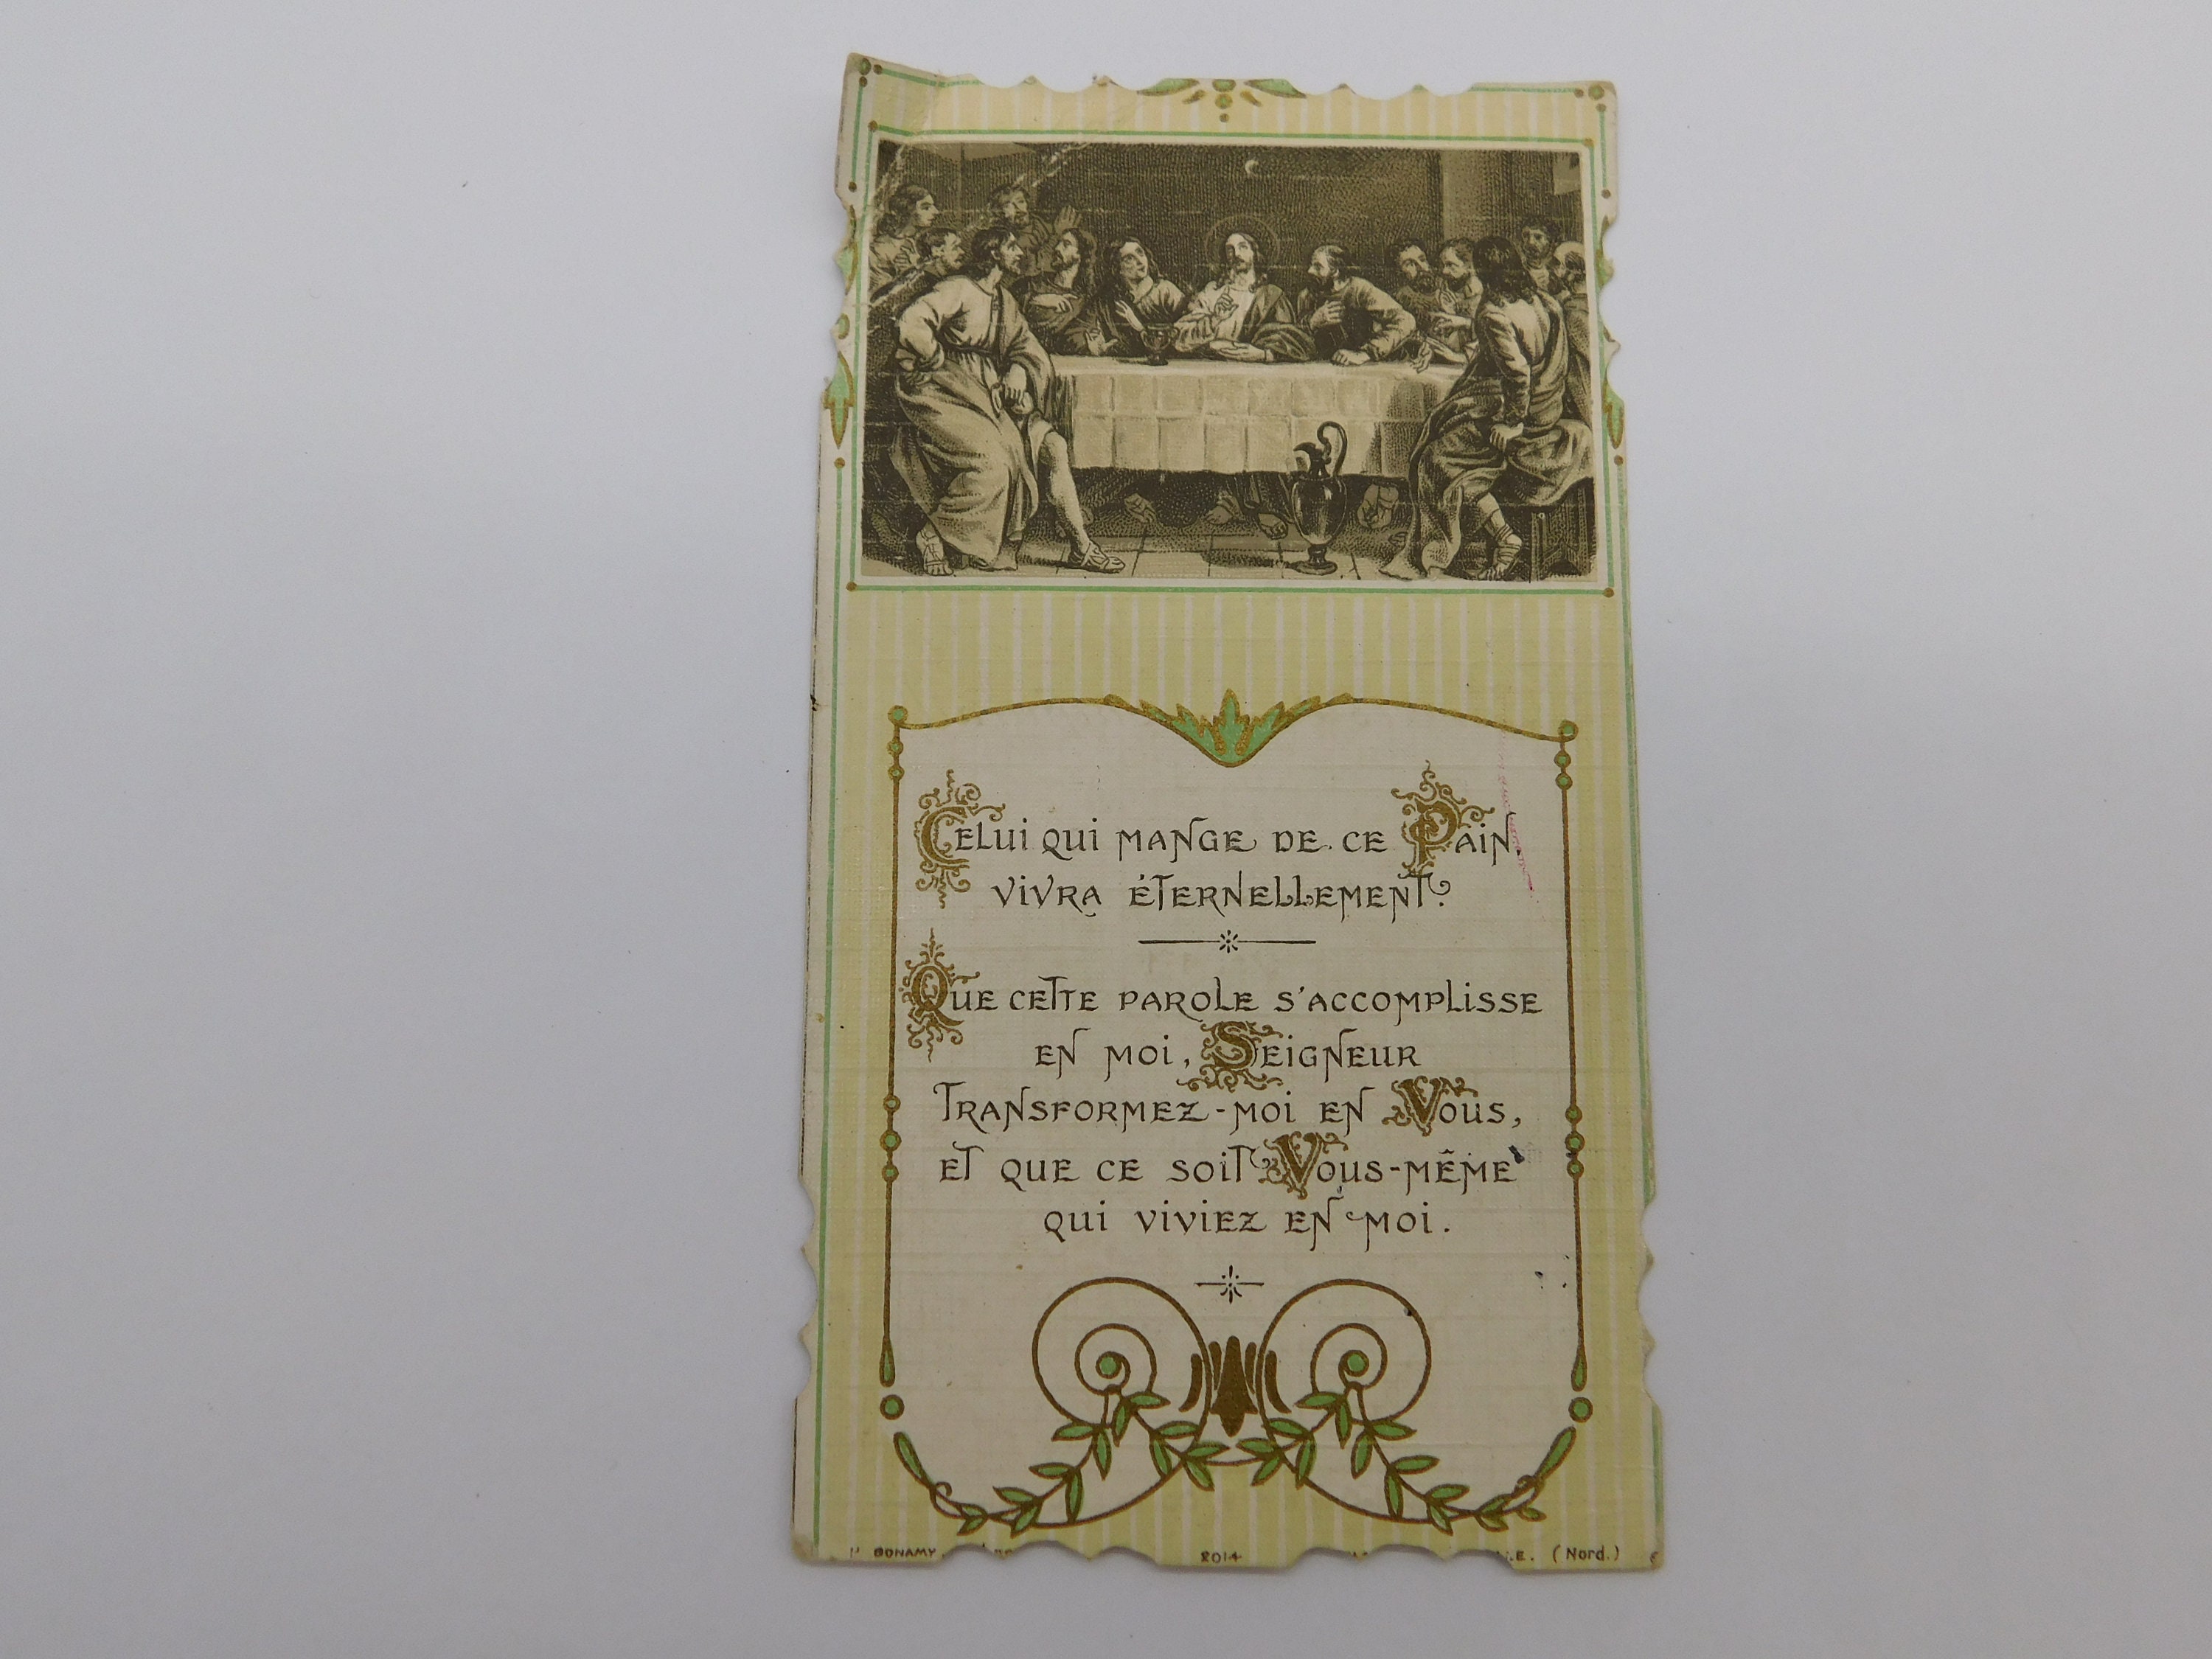 Celui qui mange de ce Pain,
vivra éternellement.
Que cette parole s'accomplisse
en moi, Seigneur
Transformez-moi en Vous,
et que ce soit Vous-même
qui viviez en moi.
BONAMY 2014 (Nord.)